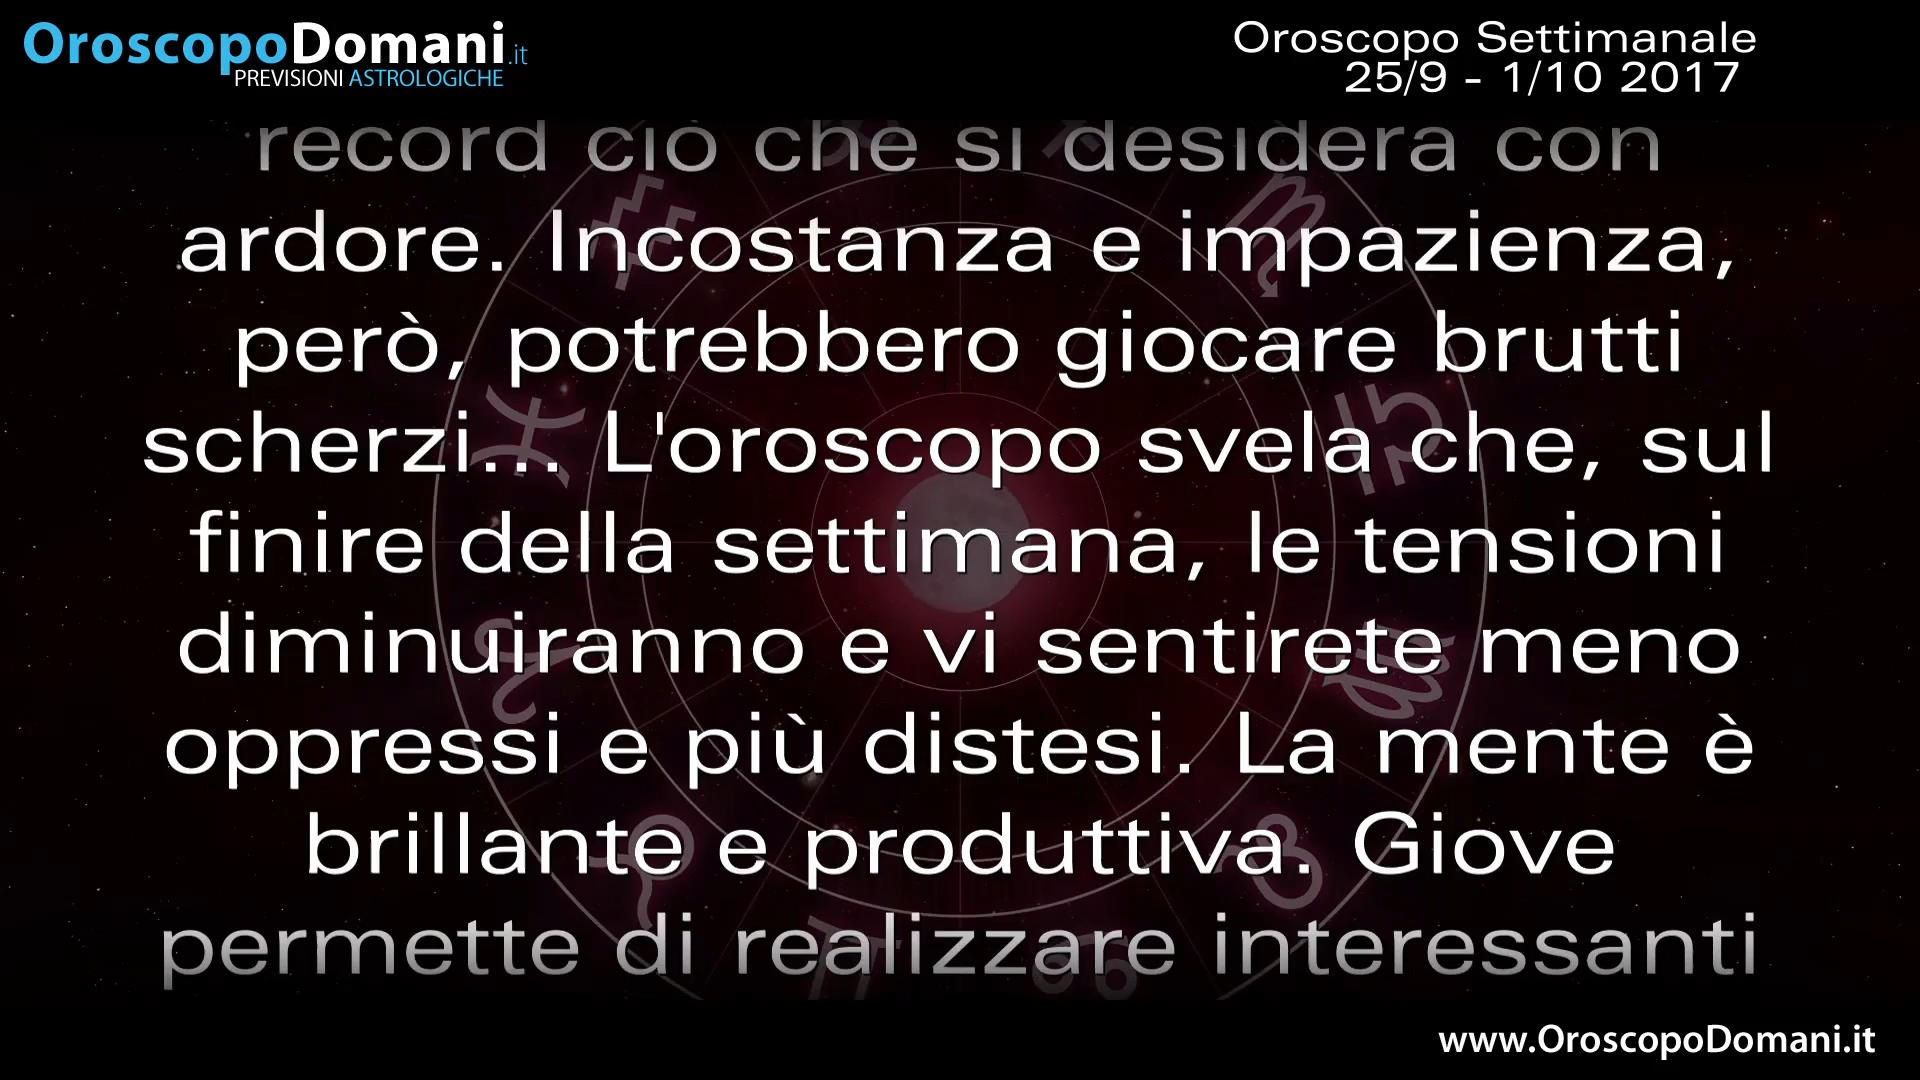 OroscopoDomani.it
PREVISIONI ASTROLOGICHE
Oroscopo Settimanale
25/9 - 1/10 2017
record ciò che si desidera con
ardore. Incostanza e impazienza,
però, potrebbero giocare brutti
scherzi... L'oroscopo svela che, sul
finire della settimana, le tensioni
diminuiranno e vi sentirete meno
oppressi e più distesi. La mente è
brillante e produttiva. Giove
permette di realizzare interessanti
www.OroscopoDomani.it